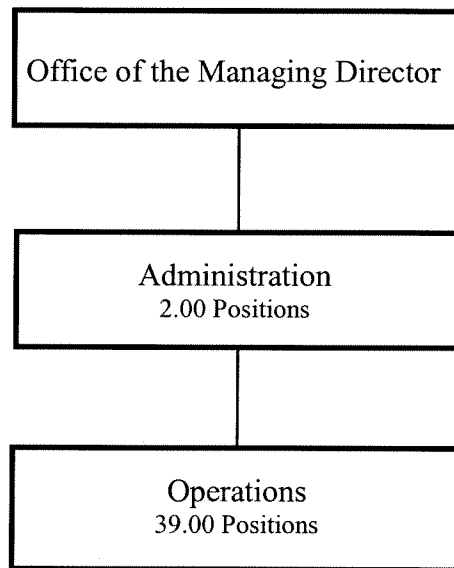 Office of the Managing Director
Administration
2.00 Positions
Operations
39.00 Positions